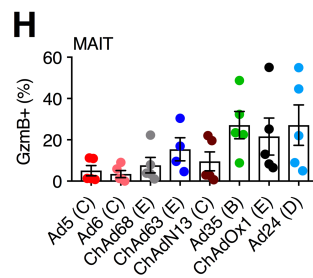 H
MAIT
GzmB+ (%)
60
40
20
0
Ad5 (C)
Ad6 (C)
ChAd68 (E)
ChAd63 (E)
ChAdN13 (C)
Ad35 (B)
ChAdOx1 (E)
Ad24 (D)